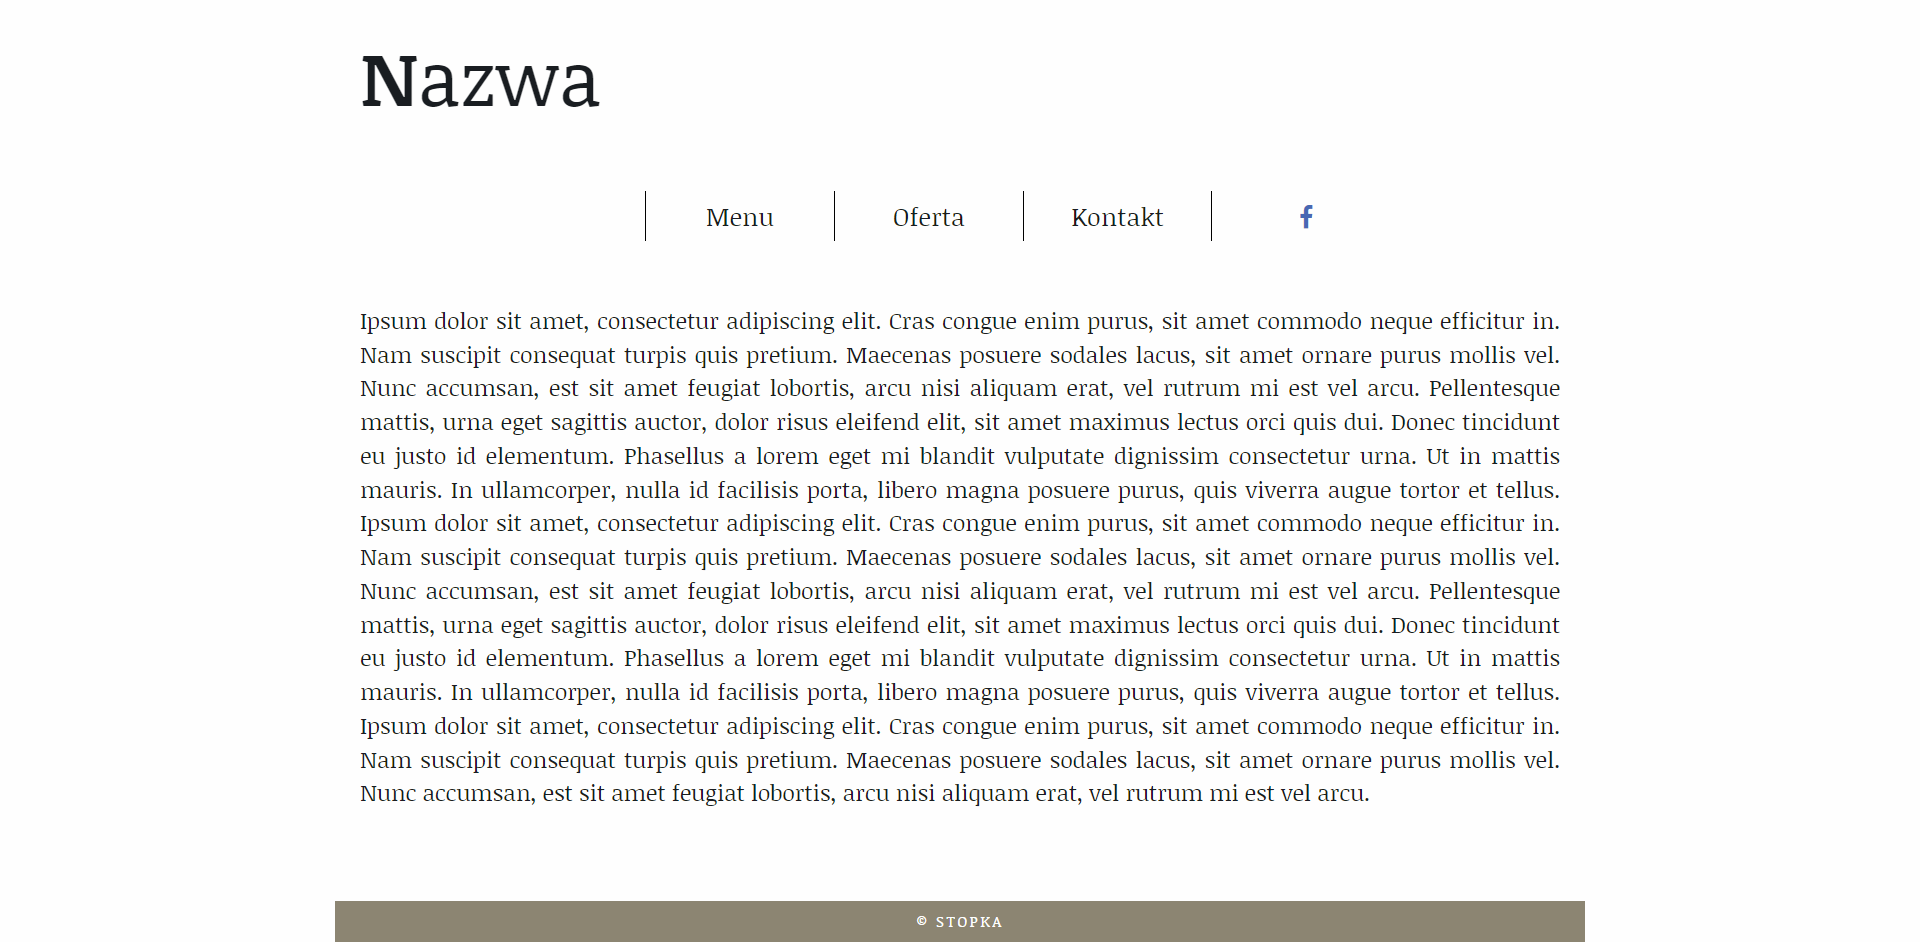 Nazwa
Menu Oferta Kontakt
Ipsum dolor sit amet, consectetur adipiscing elit. Cras congue enim purus, sit amet commodo neque efficitur in.
Nam suscipit consequat turpis quis pretium. Maecenas posuere sodales lacus, sit amet ornare purus mollis vel.
Nunc accumsan, est sit amet feugiat lobortis, arcu nisi aliquam erat, vel rutrum mi est vel arcu. Pellentesque
mattis, urna eget sagittis auctor, dolor risus eleifend elit, sit amet maximus lectus orci quis dui. Donec tincidunt
eu justo id elementum. Phasellus a lorem eget mi blandit vulputate dignissim consectetur urna. Ut in mattis
mauris. In ullamcorper, nulla id facilisis porta, libero magna posuere purus, quis viverra augue tortor et tellus.
Ipsum dolor sit amet, consectetur adipiscing elit. Cras congue enim purus, sit amet commodo neque efficitur in.
Nam suscipit consequat turpis quis pretium. Maecenas posuere sodales lacus, sit amet ornare purus mollis vel.
Nunc accumsan, est sit amet feugiat lobortis, arcu nisi aliquam erat, vel rutrum mi est vel arcu. Pellentesque
mattis, urna eget sagittis auctor, dolor risus eleifend elit, sit amet maximus lectus orci quis dui. Donec tincidunt
eu justo id elementum. Phasellus a lorem eget mi blandit vulputate dignissim consectetur urna. Ut in mattis
mauris. In ullamcorper, nulla id facilisis porta, libero magna posuere purus, quis viverra augue tortor et tellus.
Ipsum dolor sit amet, consectetur adipiscing elit. Cras congue enim purus, sit amet commodo neque efficitur in.
Nam suscipit consequat turpis quis pretium. Maecenas posuere sodales lacus, sit amet ornare purus mollis vel.
Nunc accumsan, est sit amet feugiat lobortis, arcu nisi aliquam erat, vel rutrum mi est vel arcu.
© STOPKA